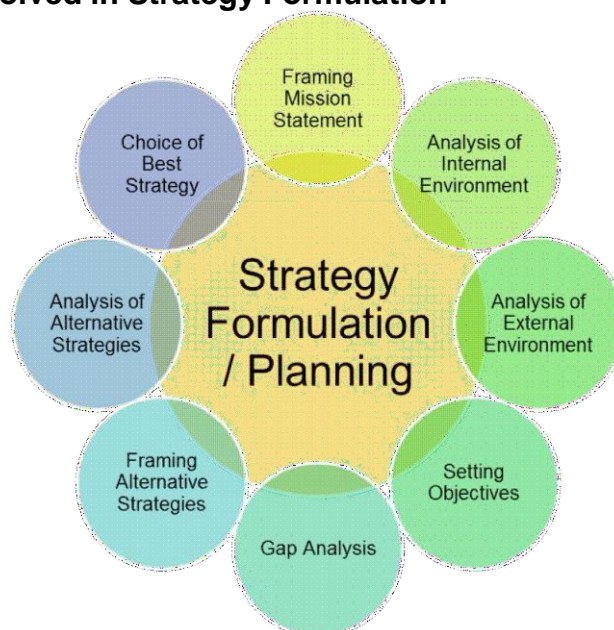 olved in Strategy Formulation
Framing
Mission
Statement
Analysis of
Internal
Environment
Analysis of
External
Environment
Setting
Objectives
Gap Analysis
Framing
Alternative
Strategies
Analysis of
Alternative
Strategies
Choice of
Best
Strategy
Strategy
Formulation
/ Planning